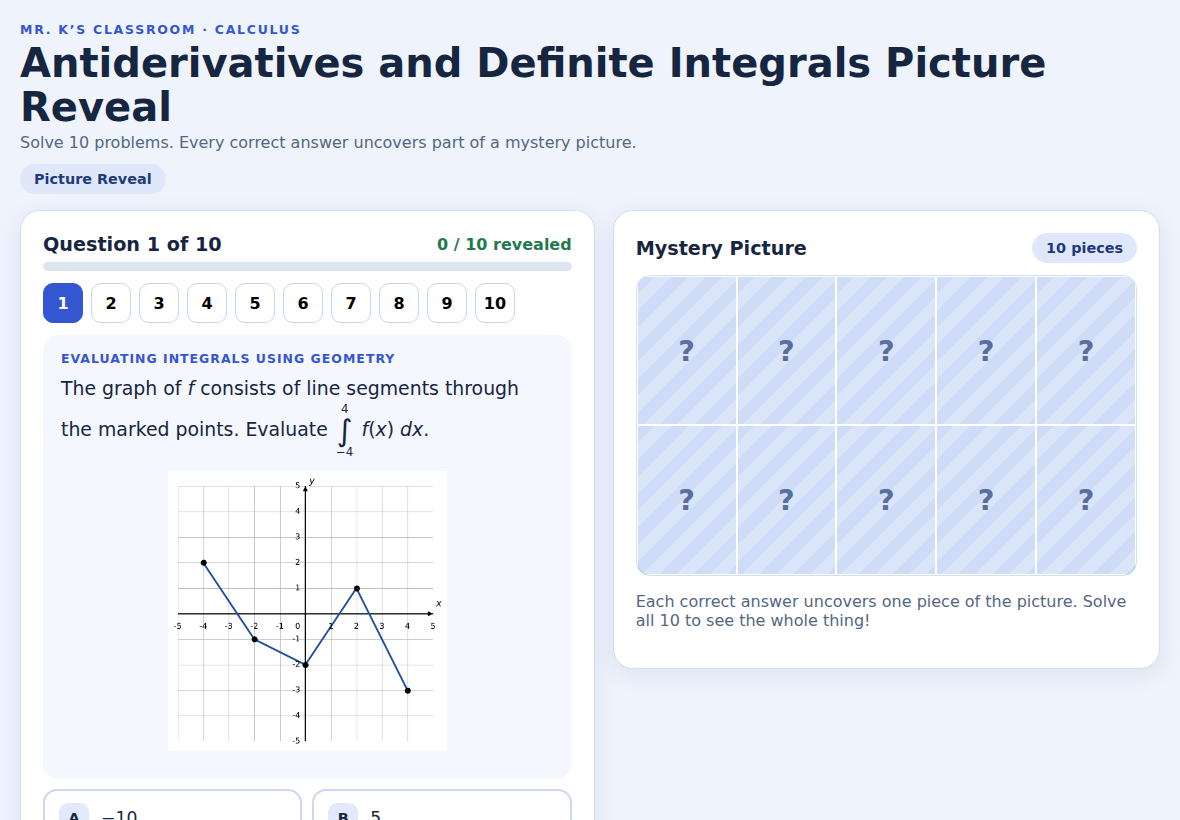 MR. K’S CLASSROOM · CALCULUS
Antiderivatives and Definite Integrals Picture
Reveal
Solve 10 problems. Every correct answer uncovers part of a mystery picture.
Picture Reveal
Question 1 of 10
0 / 10 revealed
1 2 3 4 5 6 7 8 9 10
EVALUATING INTEGRALS USING GEOMETRY
The graph of f consists of line segments through
4
the marked points. Evaluate ∫ f(x) dx.
−4
y
5
4
3
2
1
x
-5 -4 -3 -2 -1 0 1 2 3 4 5
-1
-2
-3
-4
-5
A −10
B 5
Mystery Picture
10 pieces
? ? ? ? ?
? ? ? ? ?
Each correct answer uncovers one piece of the picture. Solve
all 10 to see the whole thing!